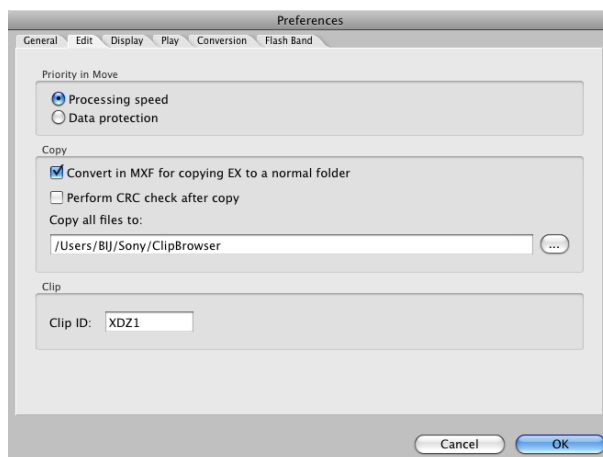 Preferences
General Edit Display Play Conversion Flash Band
Priority in Move
Processing speed
Data protection
Copy
Convert in MXF for copying EX to a normal folder
Perform CRC check after copy
Copy all files to:
/Users/BIJ/Sony/ClipBrowser
...
Clip
Clip ID: XDZ1
Cancel OK